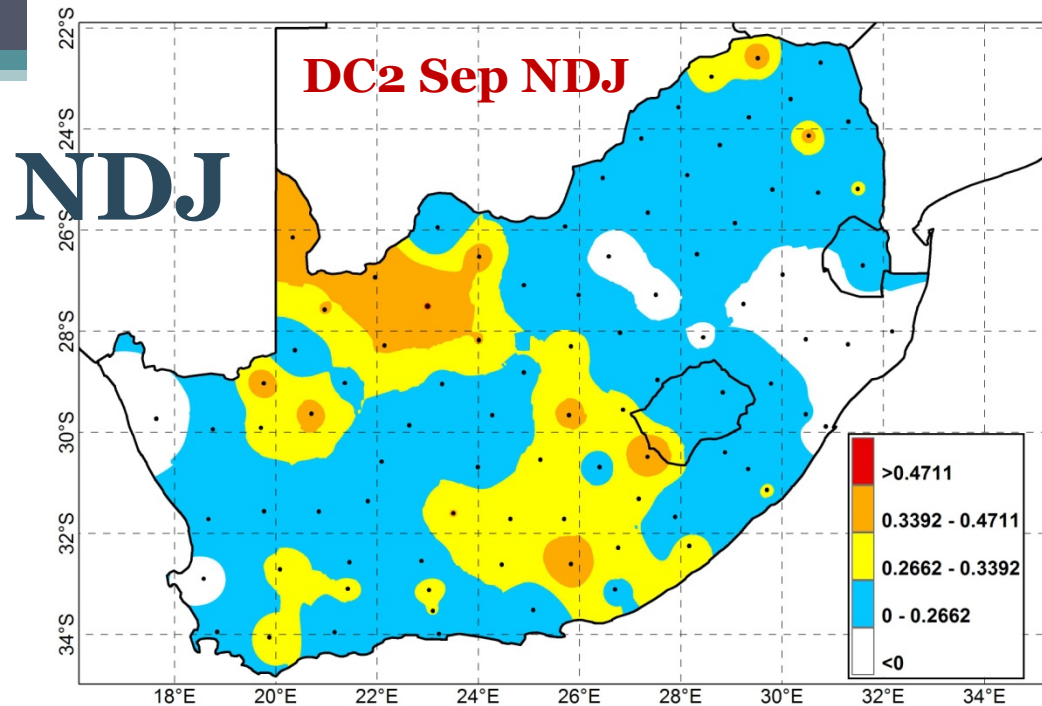 DC2 Sep NDJ
NDJ
22°S
24°S
26°S
28°S
30°S
32°S
34°S
>0.4711
0.3392 - 0.4711
0.2662 - 0.3392
0 - 0.2662
<0
18°E 20°E 22°E 24°E 26°E 28°E 30°E 32°E 34°E